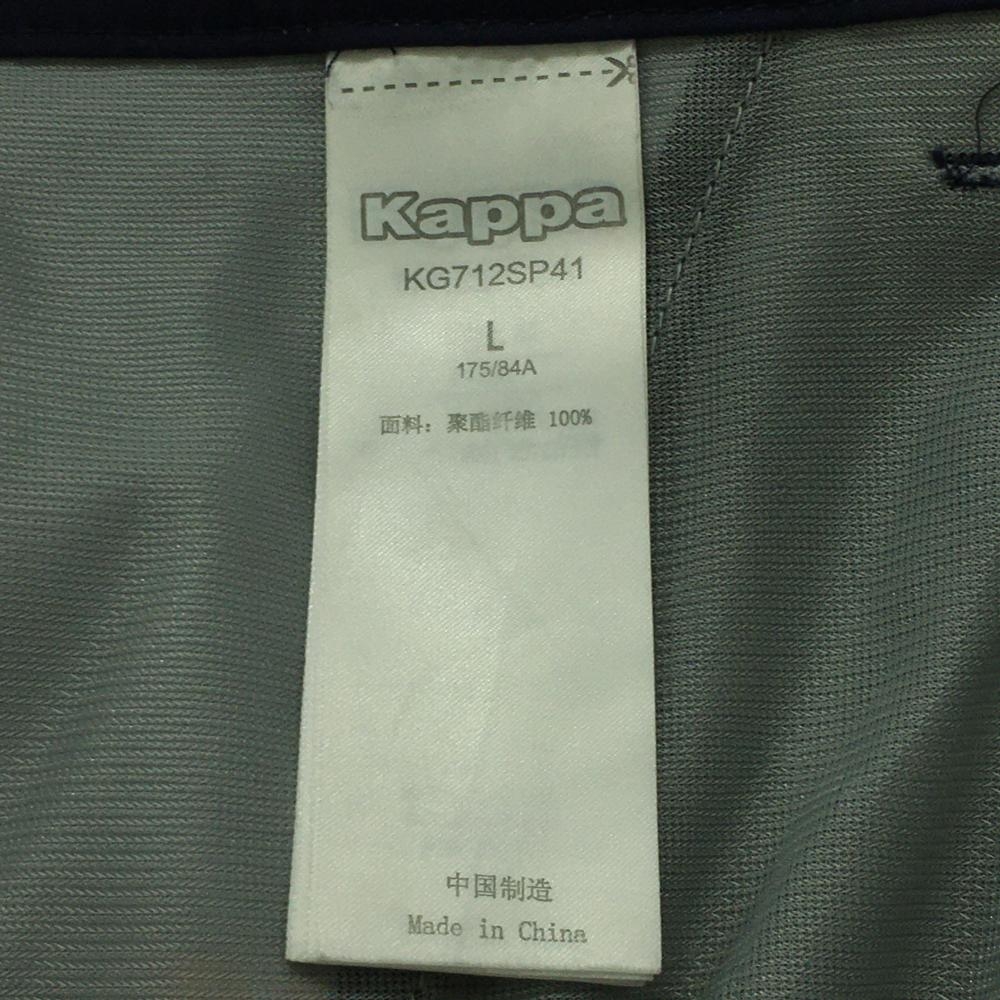 Kappa
KG712SP41
L
175/84A
面料: 聚酯纤维 100%
中国制造
Made in China